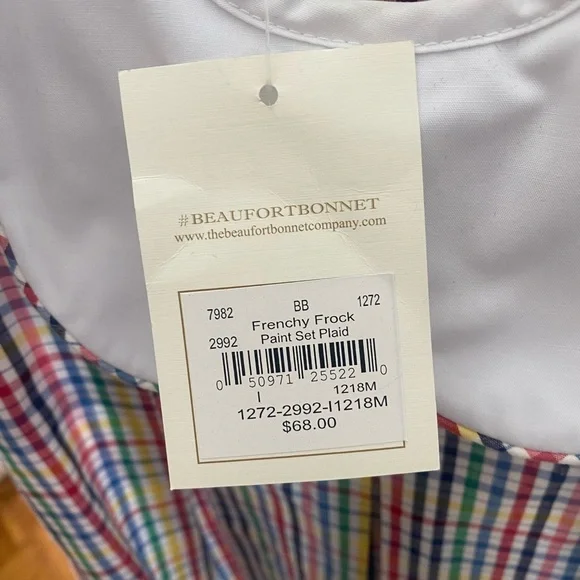 #BEAUFORTBONNET
www.thebeaufortbonnetcompany.com
7982 BB 1272
Frenchy Frock
2992 Paint Set Plaid
0 50971 25522 0
I 1218M
1272-2992-I1218M
$68.00